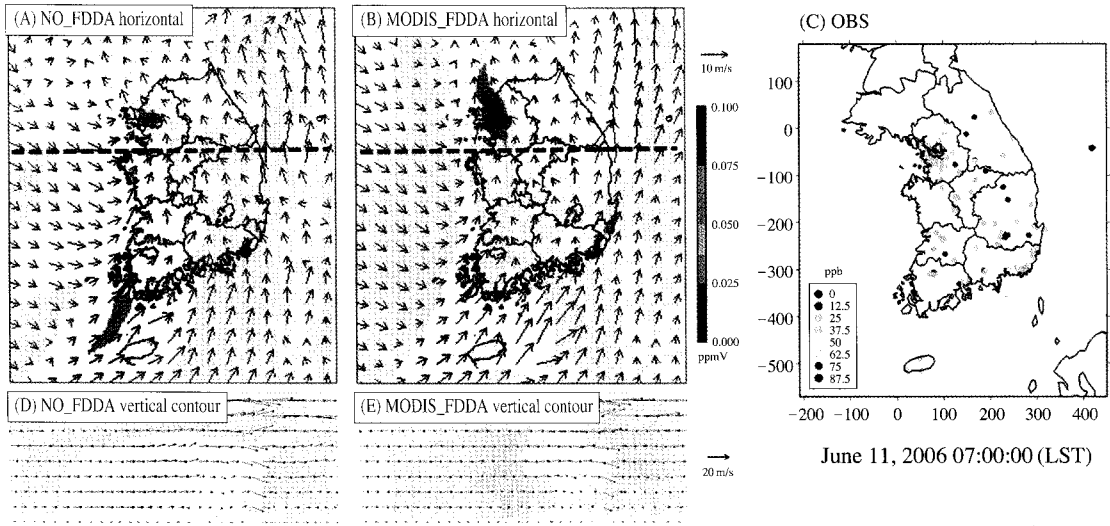 (A) NO_FDDA horizontal
(B) MODIS_FDDA horizontal
10 m/s
0.100
0.075
0.050
0.025
0.000
ppmV
(C) OBS
100
0
−100
−200
−300
−400
−500
ppb
0
12.5
25
37.5
50
62.5
75
87.5
−200 −100 0 100 200 300 400
(D) NO_FDDA vertical contour
(E) MODIS_FDDA vertical contour
20 m/s
June 11, 2006 07:00:00 (LST)